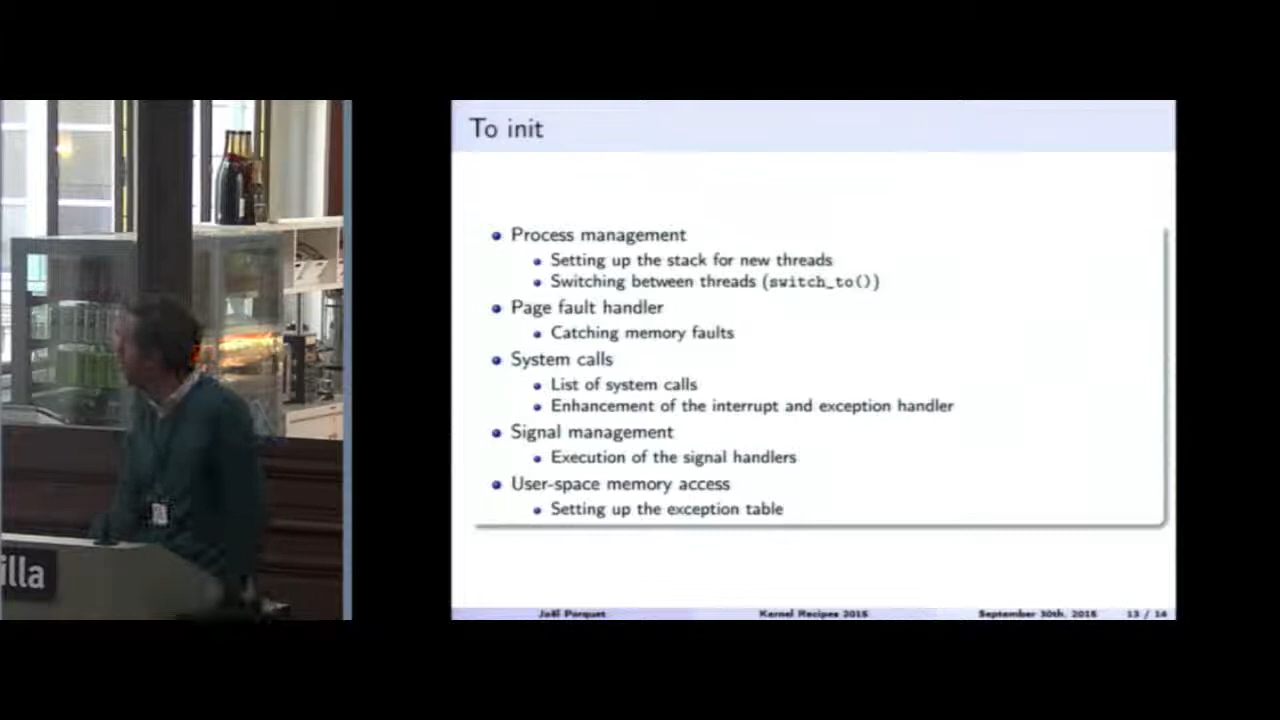 To init
Process management
Setting up the stack for new threads
Switching between threads (switch_to())
Page fault handler
Catching memory faults
System calls
List of system calls
Enhancement of the interrupt and exception handler
Signal management
Execution of the signal handlers
User-space memory access
Setting up the exception table
illa
Joël Porquet
Kernel Recipes 2015
September 30th, 2015
13 / 14